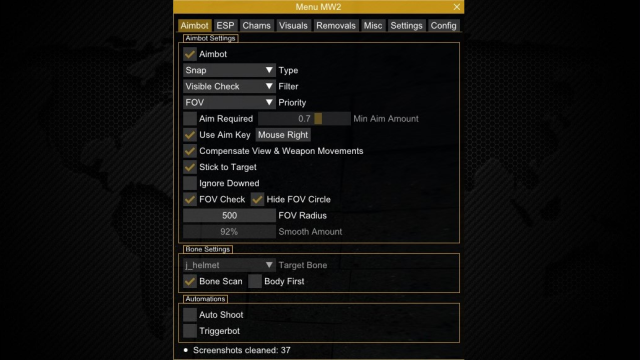 Menu MW2
Aimbot ESP Chams Visuals Removals Misc Settings Config
Aimbot Settings
Aimbot
Snap Type
Visible Check Filter
FOV Priority
Aim Required 0.7 Min Aim Amount
Use Aim Key Mouse Right
Compensate View & Weapon Movements
Stick to Target
Ignore Downed
FOV Check Hide FOV Circle
500 FOV Radius
92% Smooth Amount
Bone Settings
j_helmet Target Bone
Bone Scan Body First
Automations
Auto Shoot
Triggerbot
Screenshots cleaned: 37